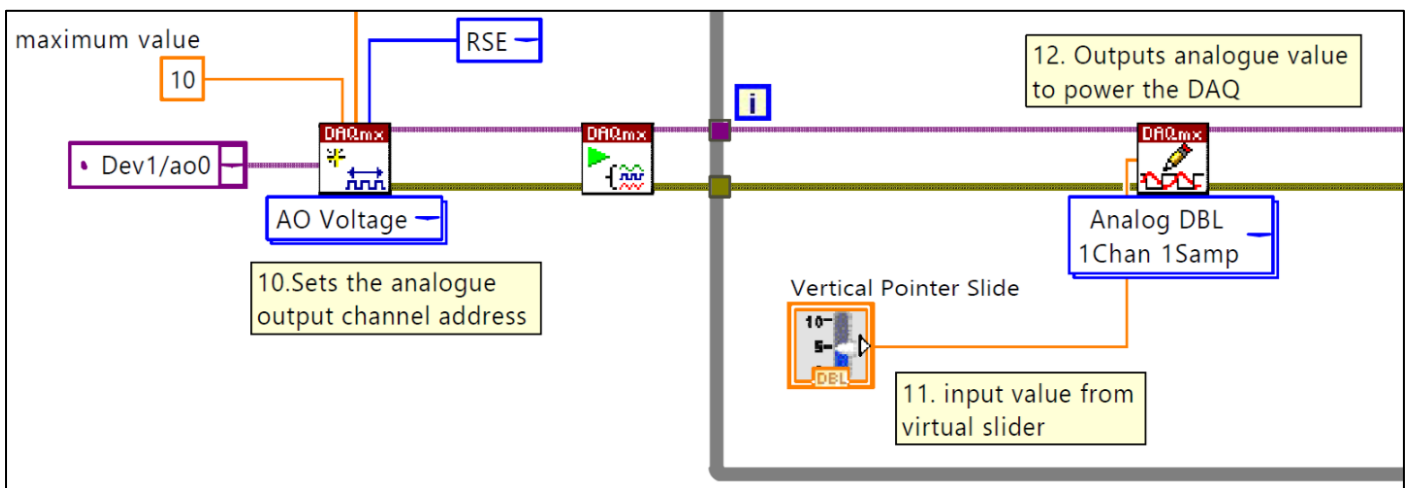 maximum value
10
RSE
12. Outputs analogue value
to power the DAQ
i
DAQmx
DAQmx
DAQmx
Dev1/ao0
AO Voltage
Analog DBL
1Chan 1Samp
10.Sets the analogue
output channel address
Vertical Pointer Slide
10
5
DBL
11. input value from
virtual slider